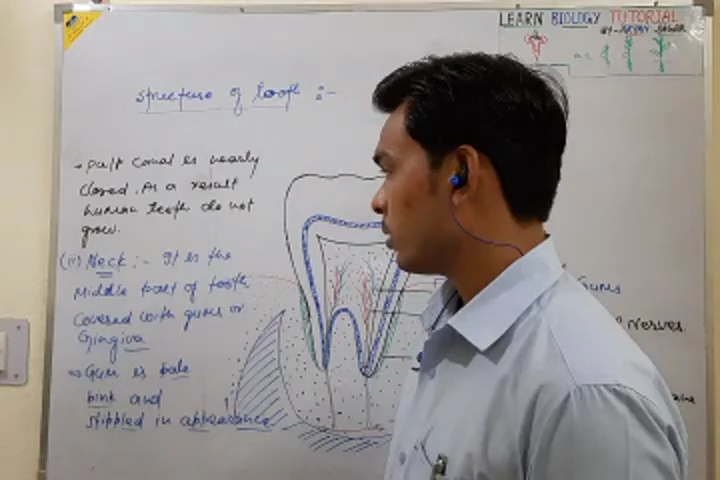 LEARN BIOLOGY TUTORIAL
Structure of tooth :-
→ Pulp Canal is nearly
closed. As a result
human teeth do not
grow.
(ii) Neck :- It is the
Middle part of tooth
Covered with gums or
Gingiva
⇒ Gum is pale
pink and
stippled in appearance
Gums
Nerves.